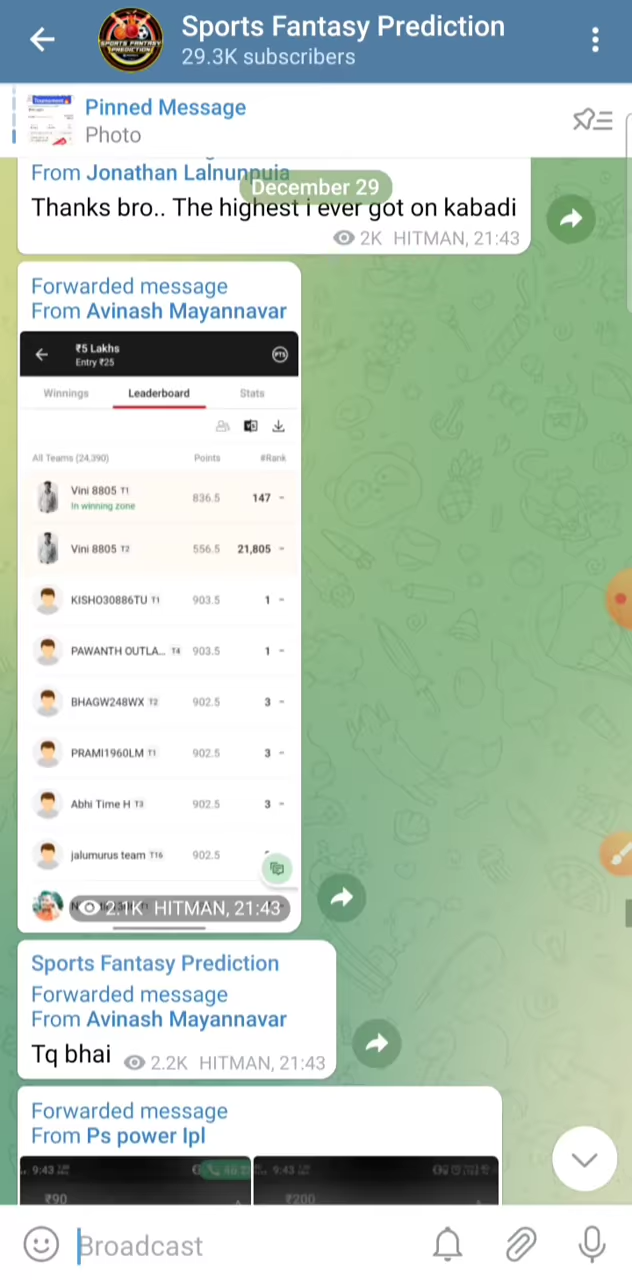 Sports Fantasy Prediction
29.3K subscribers
Pinned Message
Photo
From Jonathan Lalnunpuia
December 29
Thanks bro.. The highest i ever got on kabadi
2K HITMAN, 21:43
Forwarded message
From Avinash Mayannavar
₹5 Lakhs
Entry ₹25
PTS
Winnings Leaderboard Stats
All Teams (24,390) Points #Rank
Vini 8805 T1 836.5 147 -
In winning zone
Vini 8805 T2 556.5 21,805 -
KISHO30886TU T1 903.5 1 -
PAWANTH OUTLA... T4 903.5 1 -
BHAGW248WX T2 902.5 3 -
PRAMI1960LM T1 902.5 3 -
Abhi Time H T3 902.5 3 -
jalumurus team T16 902.5
2.1K HITMAN, 21:43
Sports Fantasy Prediction
Forwarded message
From Avinash Mayannavar
Tq bhai 2.2K HITMAN, 21:43
Forwarded message
From Ps power Ipl
9:43 9:43
₹90 ₹200
Broadcast